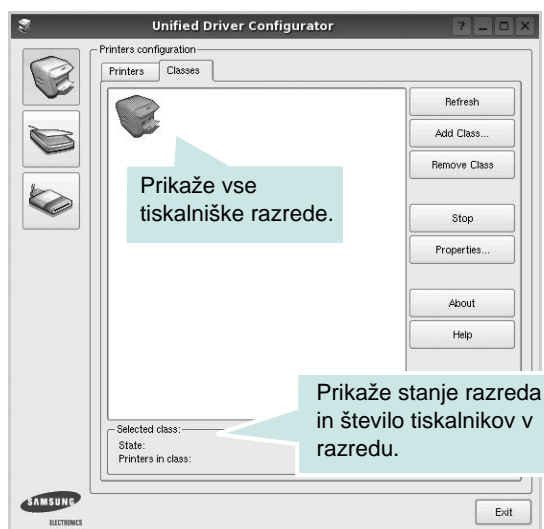 Unified Driver Configurator
Printers configuration
Printers
Classes
Refresh
Add Class...
Remove Class
Prikaže vse
tiskalniške razrede.
Stop
Properties...
About
Help
Prikaže stanje razreda
in število tiskalnikov v
razredu.
Selected class:
State:
Printers in class:
SAMSUNG
ELECTRONICS
Exit